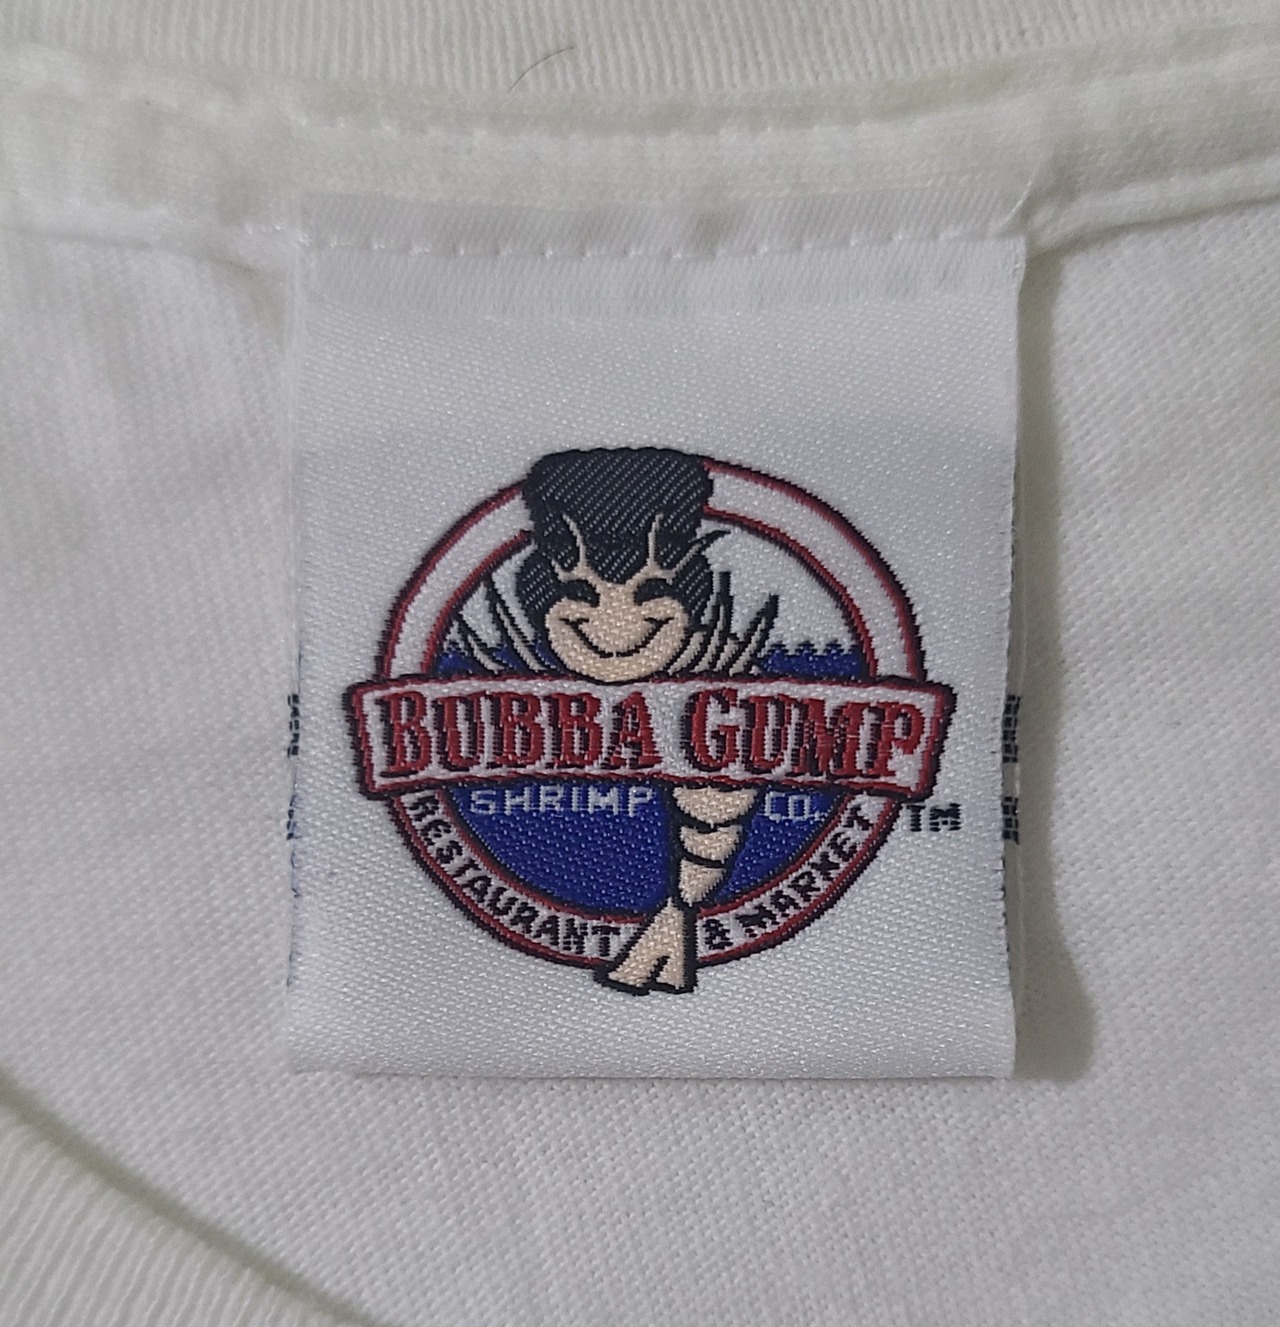 BUBBA GUMP
SHRIMP CO.
RESTAURANT & MARKET
TM